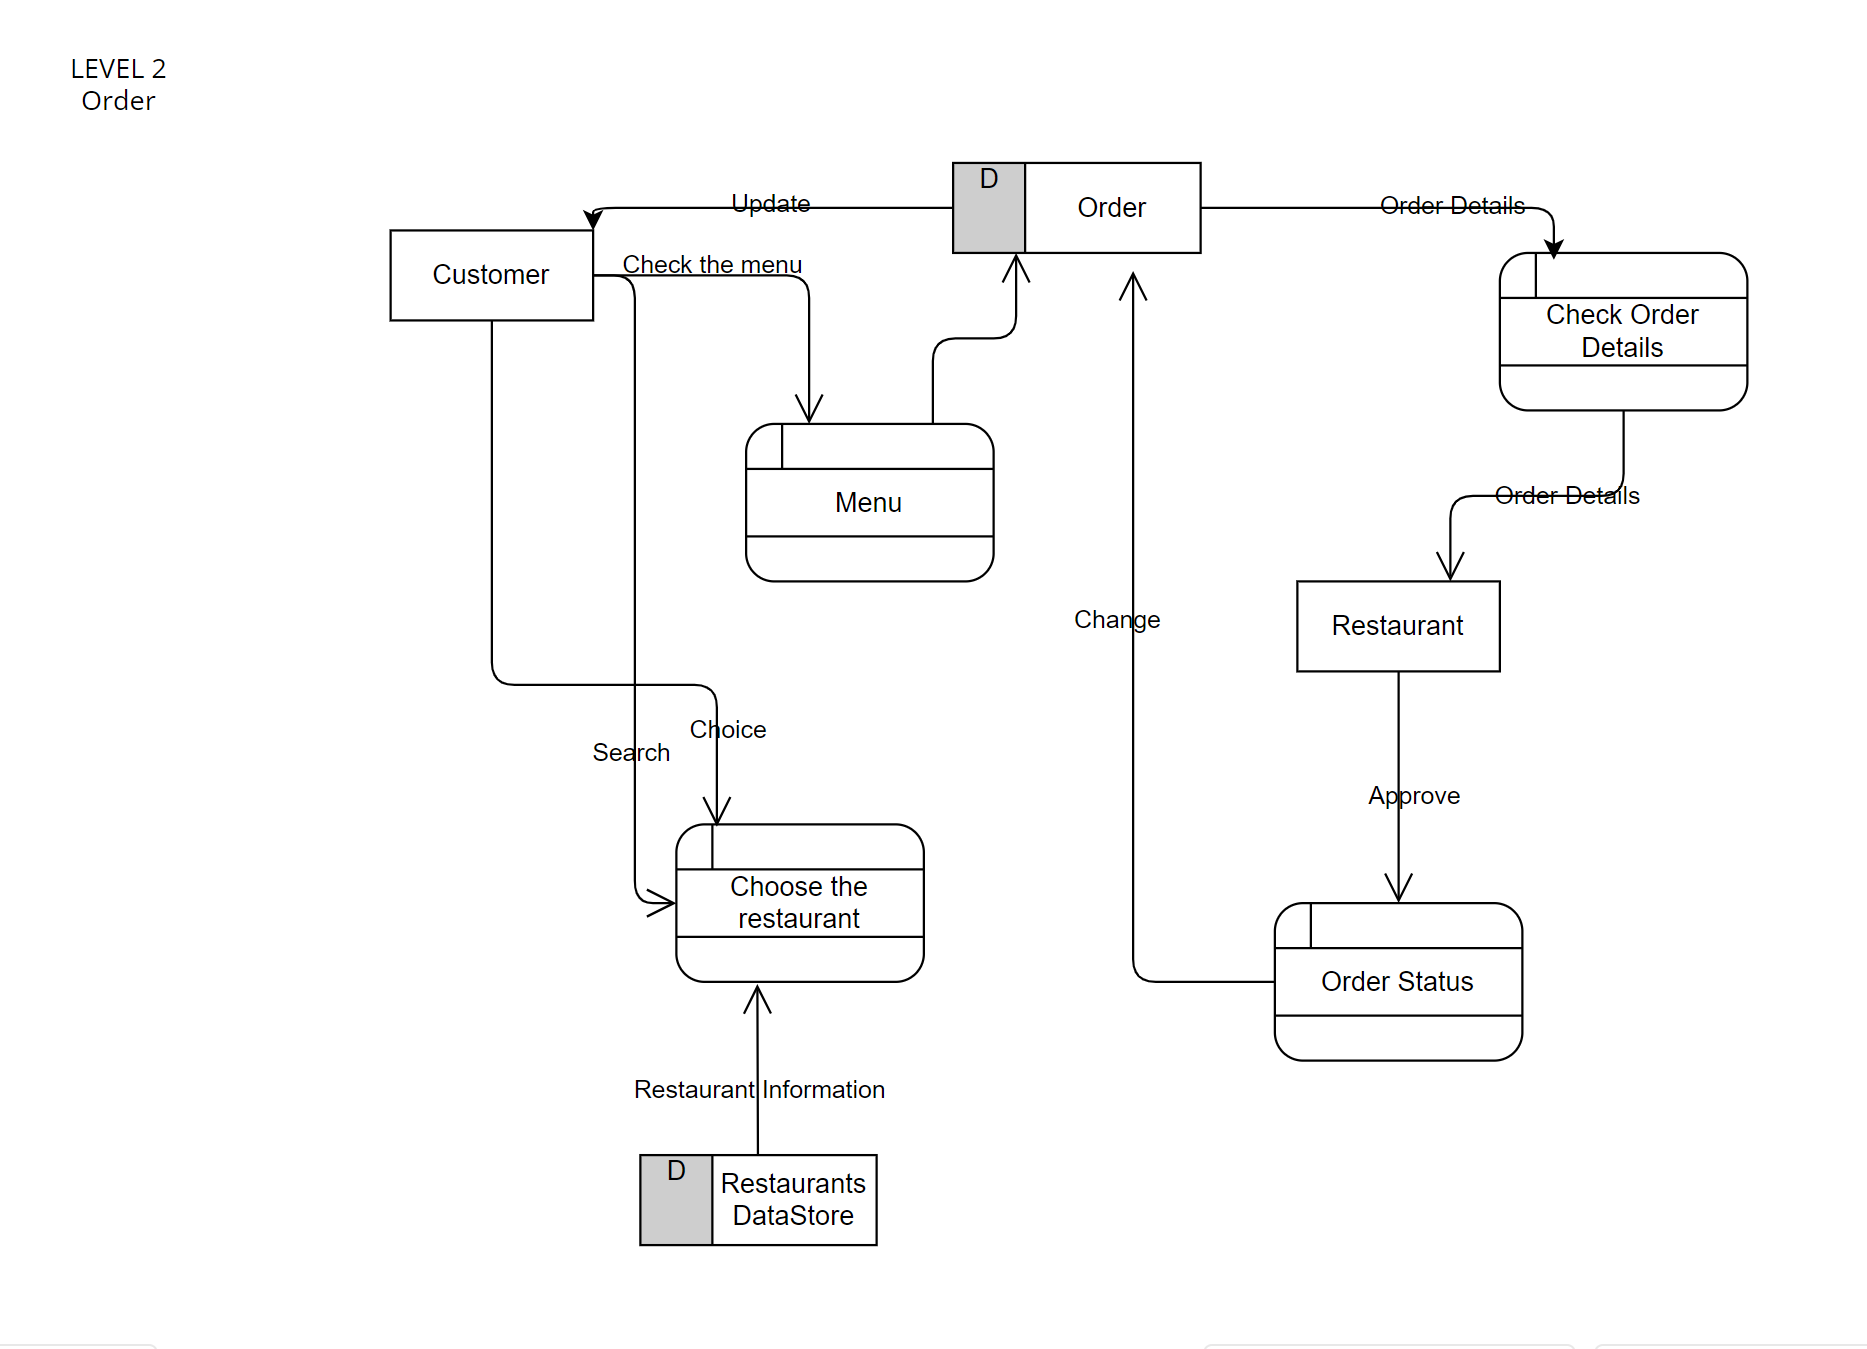 LEVEL 2
Order
D
Order
Update
Order Details
Check the menu
Customer
Check Order
Details
Menu
Order Details
Change
Restaurant
Choice
Search
Approve
Choose the
restaurant
Order Status
Restaurant Information
D
Restaurants
DataStore